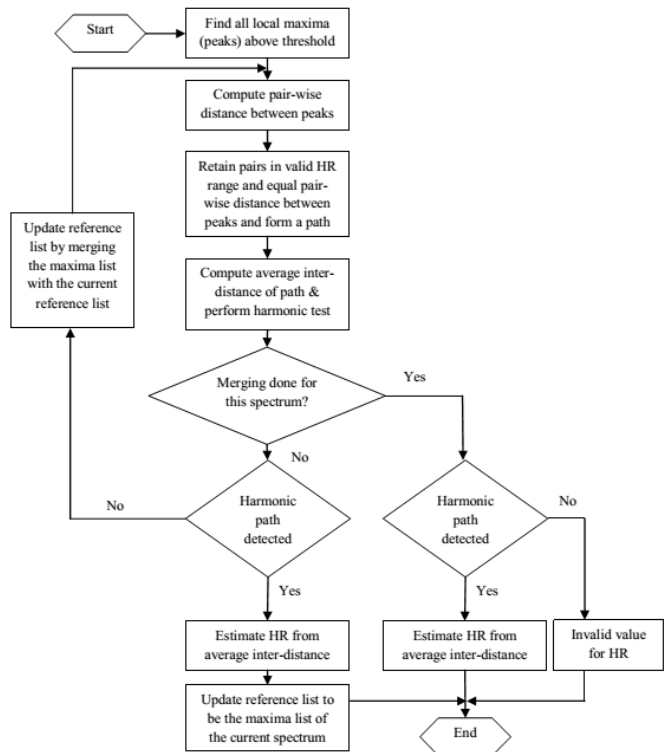 Start
Find all local maxima
(peaks) above threshold
Compute pair-wise
distance between peaks
Retain pairs in valid HR
range and equal pair-
wise distance between
peaks and form a path
Update reference
list by merging
the maxima list
with the current
reference list
Compute average inter-
distance of path &
perform harmonic test
Merging done for
this spectrum?
Yes
No
Harmonic
path
detected
No
Yes
Harmonic
path
detected
No
Yes
Estimate HR from
average inter-distance
Estimate HR from
average inter-distance
Invalid value
for HR
Update reference list to
be the maxima list of
the current spectrum
End